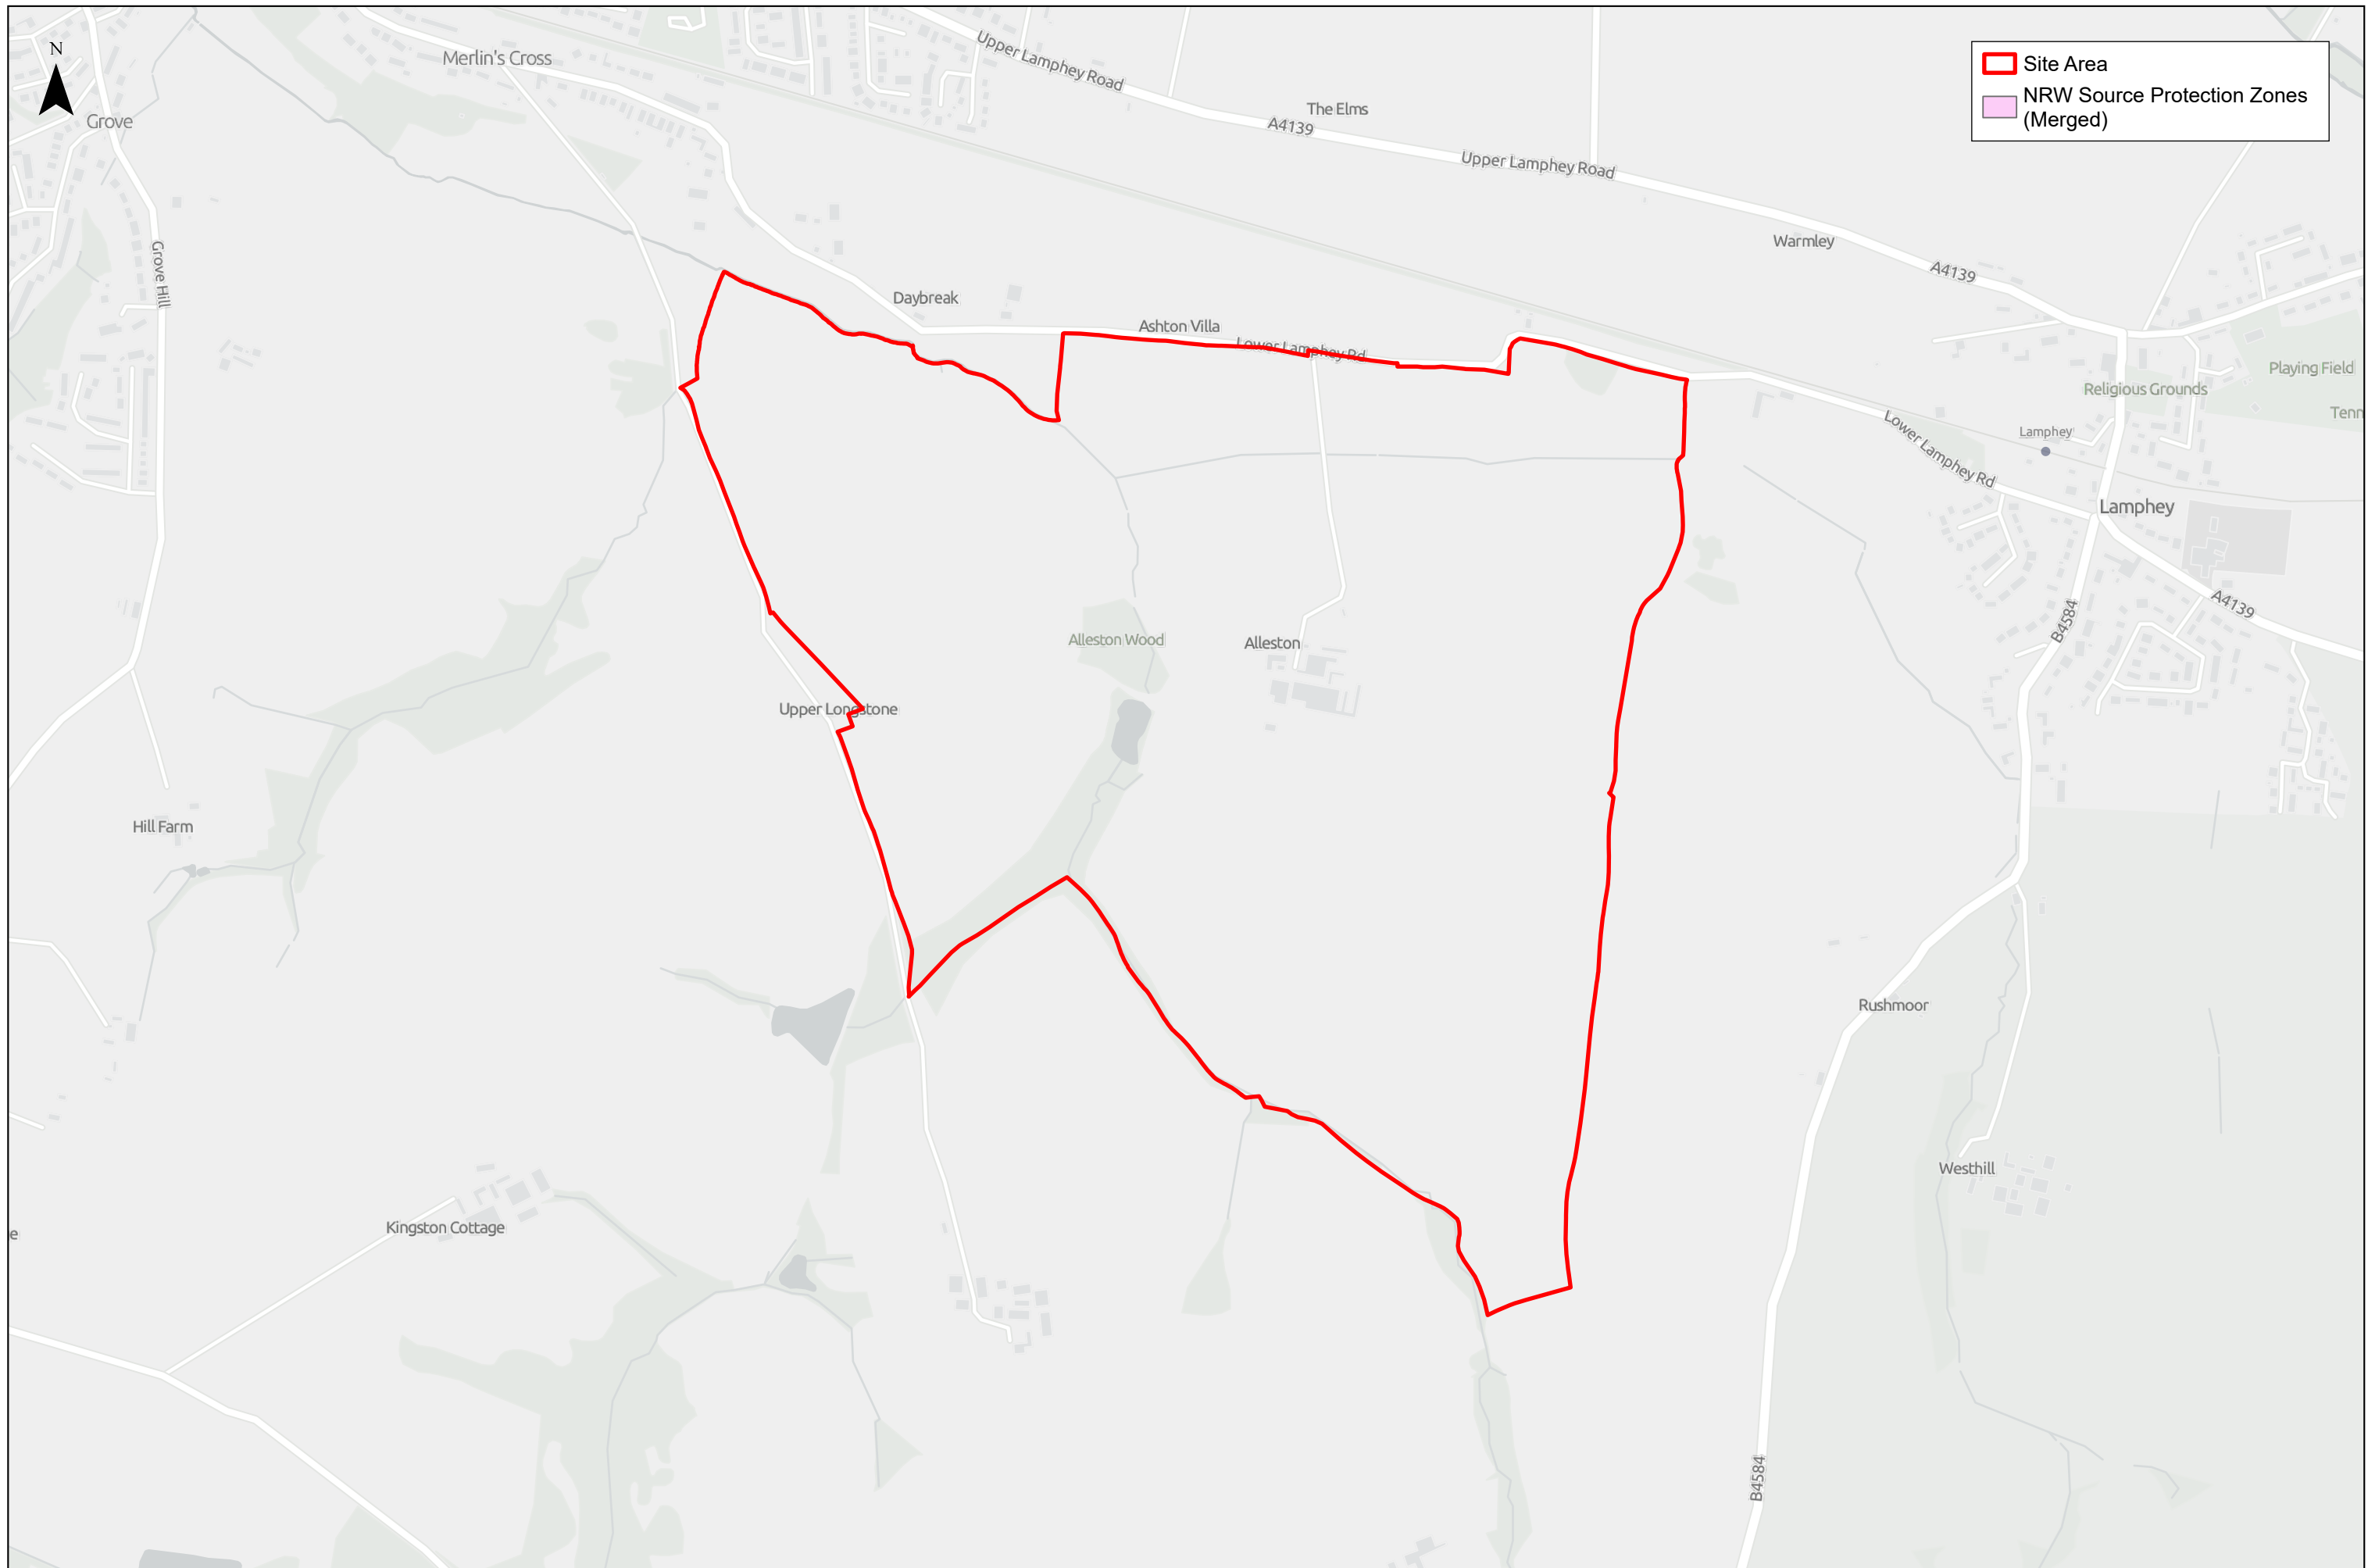 N
Merlin's Cross
Grove
Grove Hill
Upper Lamphey Road
The Elms
A4139
Upper Lamphey Road
Warmley
A4139
Site Area
NRW Source Protection Zones
(Merged)
Daybreak
Ashton Villa
Lower Lamphey Rd
Playing Field
Religious Grounds
Tenn
Lamphey
Lower Lamphey Rd
Lamphey
A4139
B4584
Alleston Wood
Alleston
Upper Longstone
Hill Farm
Rushmoor
Westhill
Kingston Cottage
e
B4584